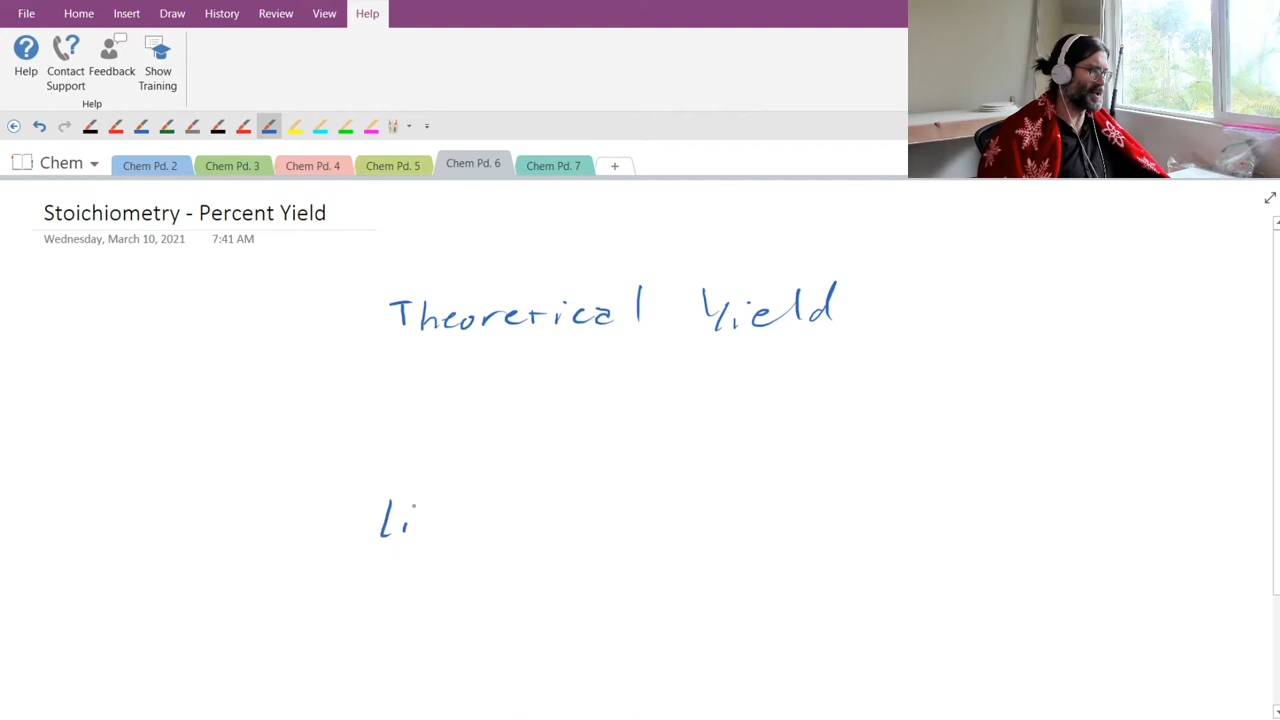 File Home Insert Draw History Review View Help
Help Contact Support Feedback Show Training
Help
Chem Chem Pd. 2 Chem Pd. 3 Chem Pd. 4 Chem Pd. 5 Chem Pd. 6 Chem Pd. 7 +
Stoichiometry - Percent Yield
Wednesday, March 10, 2021 7:41 AM
Theoretical Yield
Li